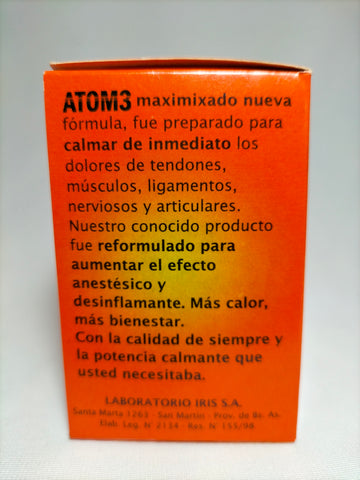 ATOM3 maximixado nueva
fórmula, fue preparado para
calmar de inmediato los
dolores de tendones,
músculos, ligamentos,
nerviosos y articulares.
Nuestro conocido producto
fue reformulado para
aumentar el efecto
anestésico y
desinflamante. Más calor,
más bienestar.
Con la calidad de siempre y
la potencia calmante que
usted necesitaba.
LABORATORIO IRIS S.A.
Santa Marta 1263 - San Martín - Prov. de Bs. As.
Elab. Leg. N° 2134 - Res. N° 155/98